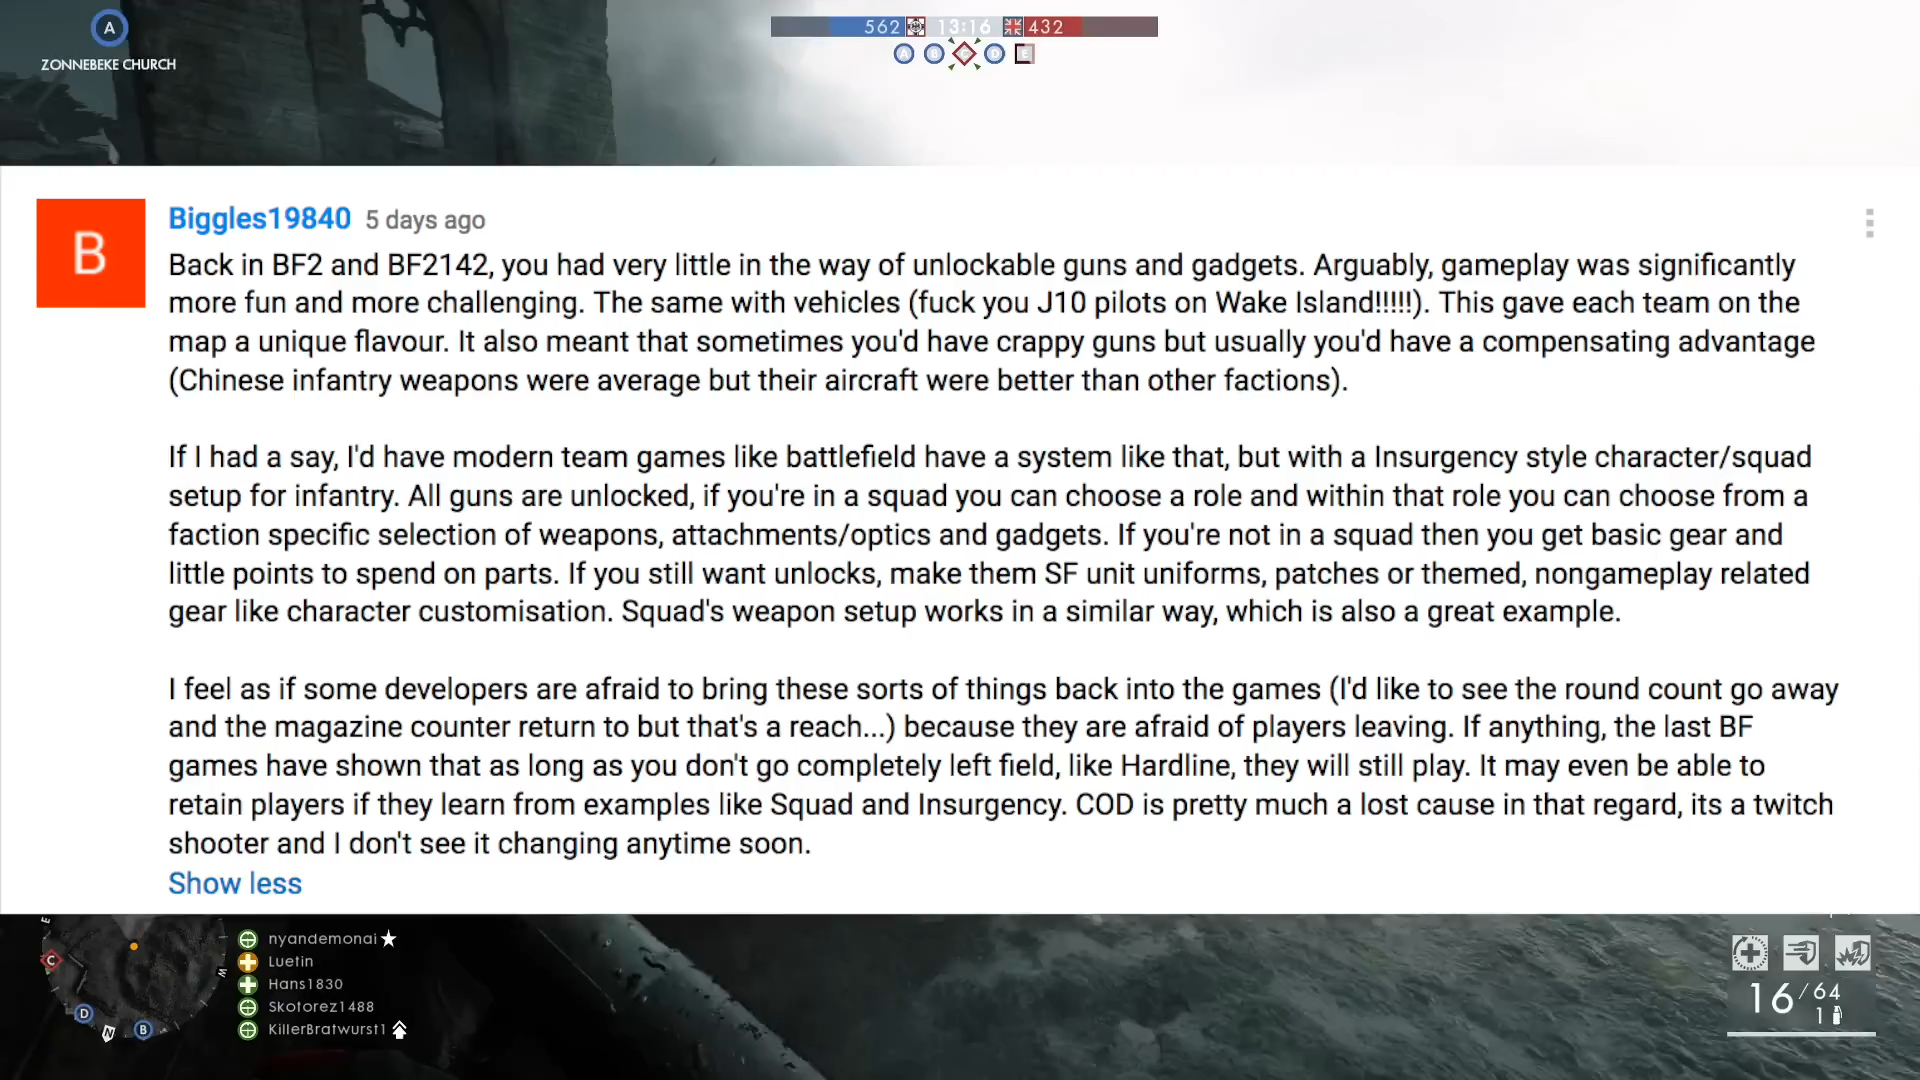 A
562 13:16 432
A B C D E
ZONNEBEKE CHURCH
B
Biggles19840 5 days ago
Back in BF2 and BF2142, you had very little in the way of unlockable guns and gadgets. Arguably, gameplay was significantly
more fun and more challenging. The same with vehicles (fuck you J10 pilots on Wake Island!!!!!). This gave each team on the
map a unique flavour. It also meant that sometimes you'd have crappy guns but usually you'd have a compensating advantage
(Chinese infantry weapons were average but their aircraft were better than other factions).
If I had a say, I'd have modern team games like battlefield have a system like that, but with a Insurgency style character/squad
setup for infantry. All guns are unlocked, if you're in a squad you can choose a role and within that role you can choose from a
faction specific selection of weapons, attachments/optics and gadgets. If you're not in a squad then you get basic gear and
little points to spend on parts. If you still want unlocks, make them SF unit uniforms, patches or themed, nongameplay related
gear like character customisation. Squad's weapon setup works in a similar way, which is also a great example.
I feel as if some developers are afraid to bring these sorts of things back into the games (I'd like to see the round count go away
and the magazine counter return to but that's a reach...) because they are afraid of players leaving. If anything, the last BF
games have shown that as long as you don't go completely left field, like Hardline, they will still play. It may even be able to
retain players if they learn from examples like Squad and Insurgency. COD is pretty much a lost cause in that regard, its a twitch
shooter and I don't see it changing anytime soon.
Show less
E
C
W
D
N
B
nyandemonai
Luetin
Hans1830
Skotorez1488
KillerBratwurst1
16/64
1